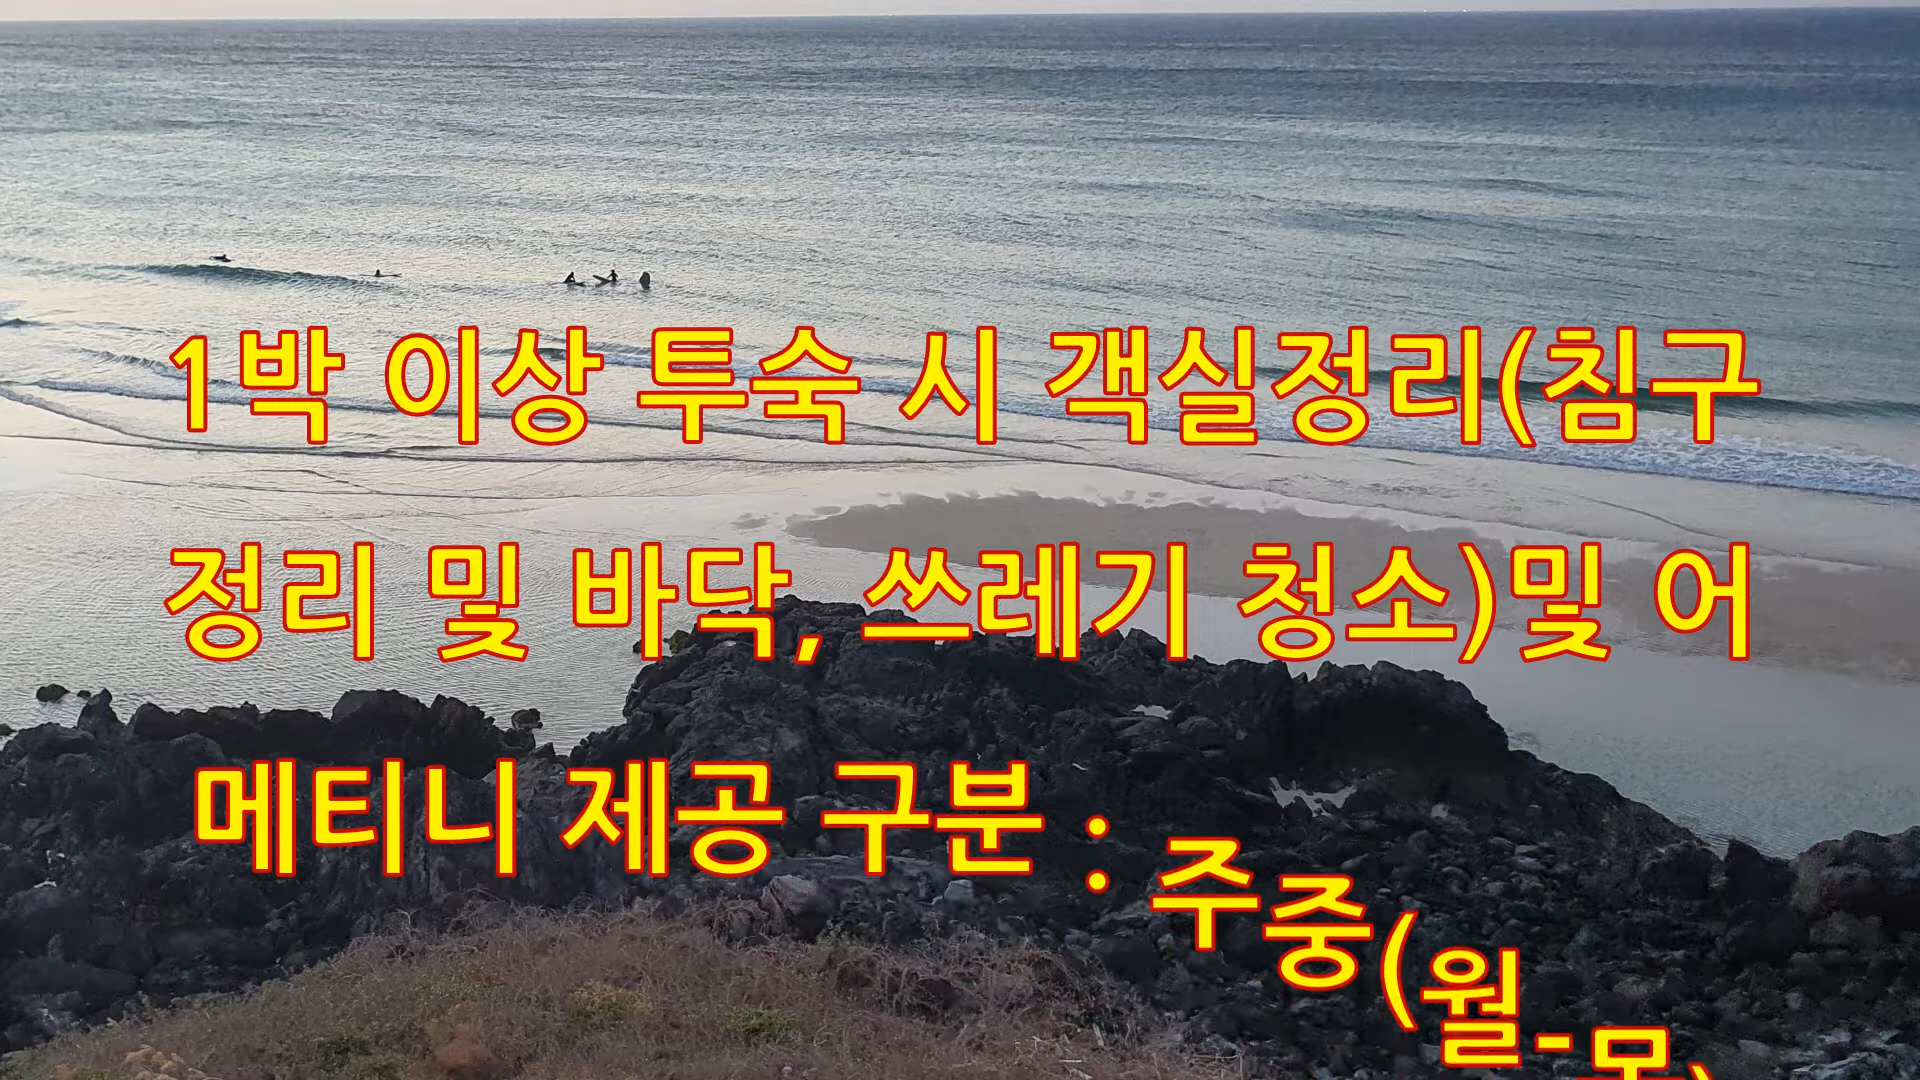 1박 이상 투숙 시 객실정리(침구
정리 및 바닥, 쓰레기 청소)및 어
메티니 제공 구분 : 주중(월-목)